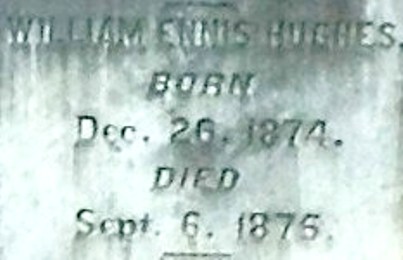 WILLIAM ENNIS HUGHES,
BORN
Dec. 26. 1874.
DIED
Sept. 6. 1875.